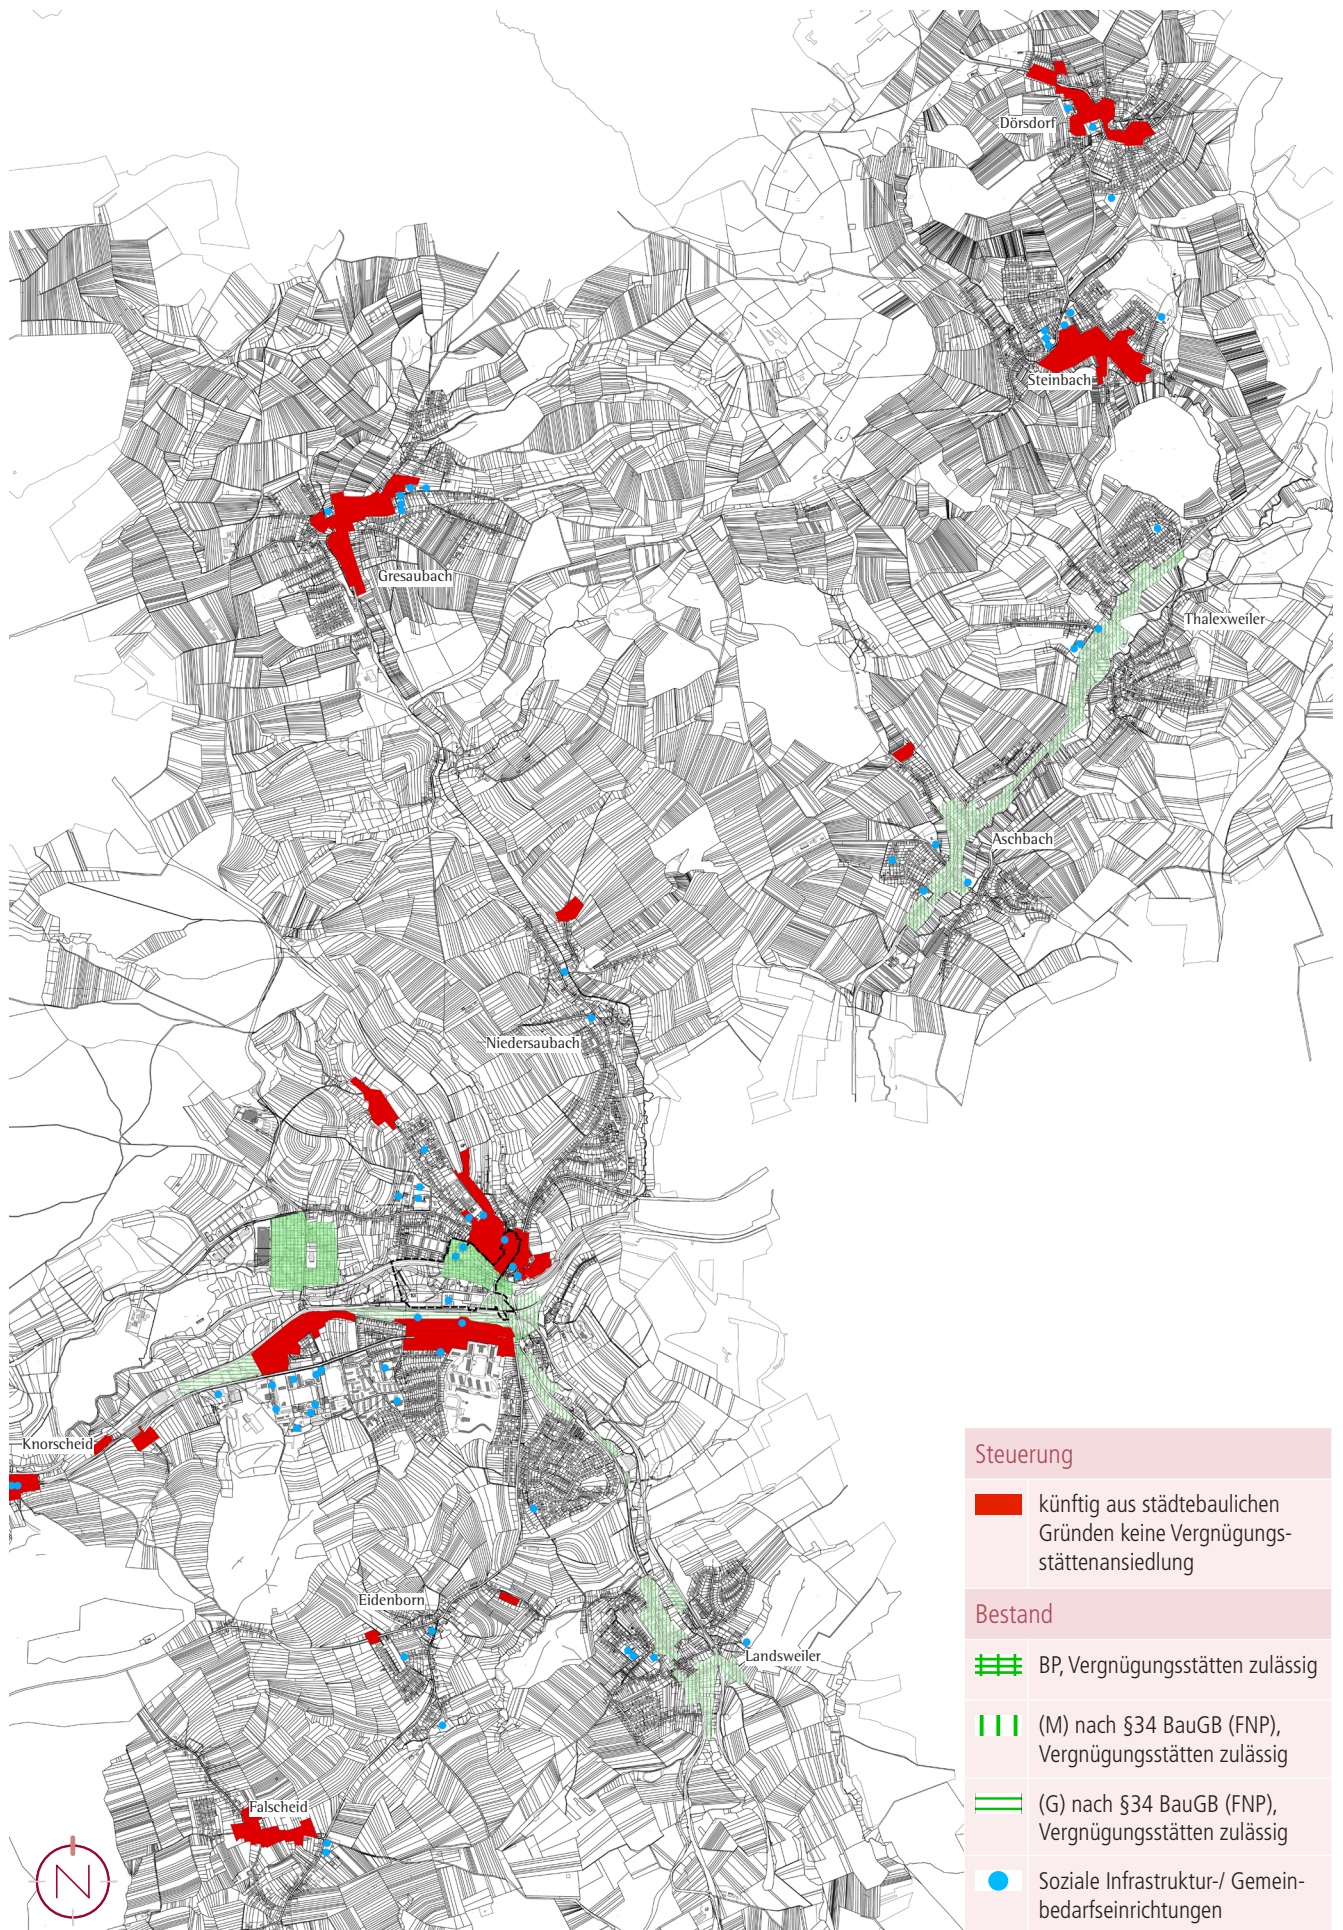 Dörsdorf
Steinbach
Gresaubach
Thalexweiler
Aschbach
Niedersaubach
Knorscheid
Eidenborn
Landsweiler
Falscheid
N
Steuerung
künftig aus städtebaulichen
Gründen keine Vergnügungs-
stättenansiedlung
Bestand
BP, Vergnügungsstätten zulässig
(M) nach §34 BauGB (FNP),
Vergnügungsstätten zulässig
(G) nach §34 BauGB (FNP),
Vergnügungsstätten zulässig
Soziale Infrastruktur-/ Gemein-
bedarfseinrichtungen